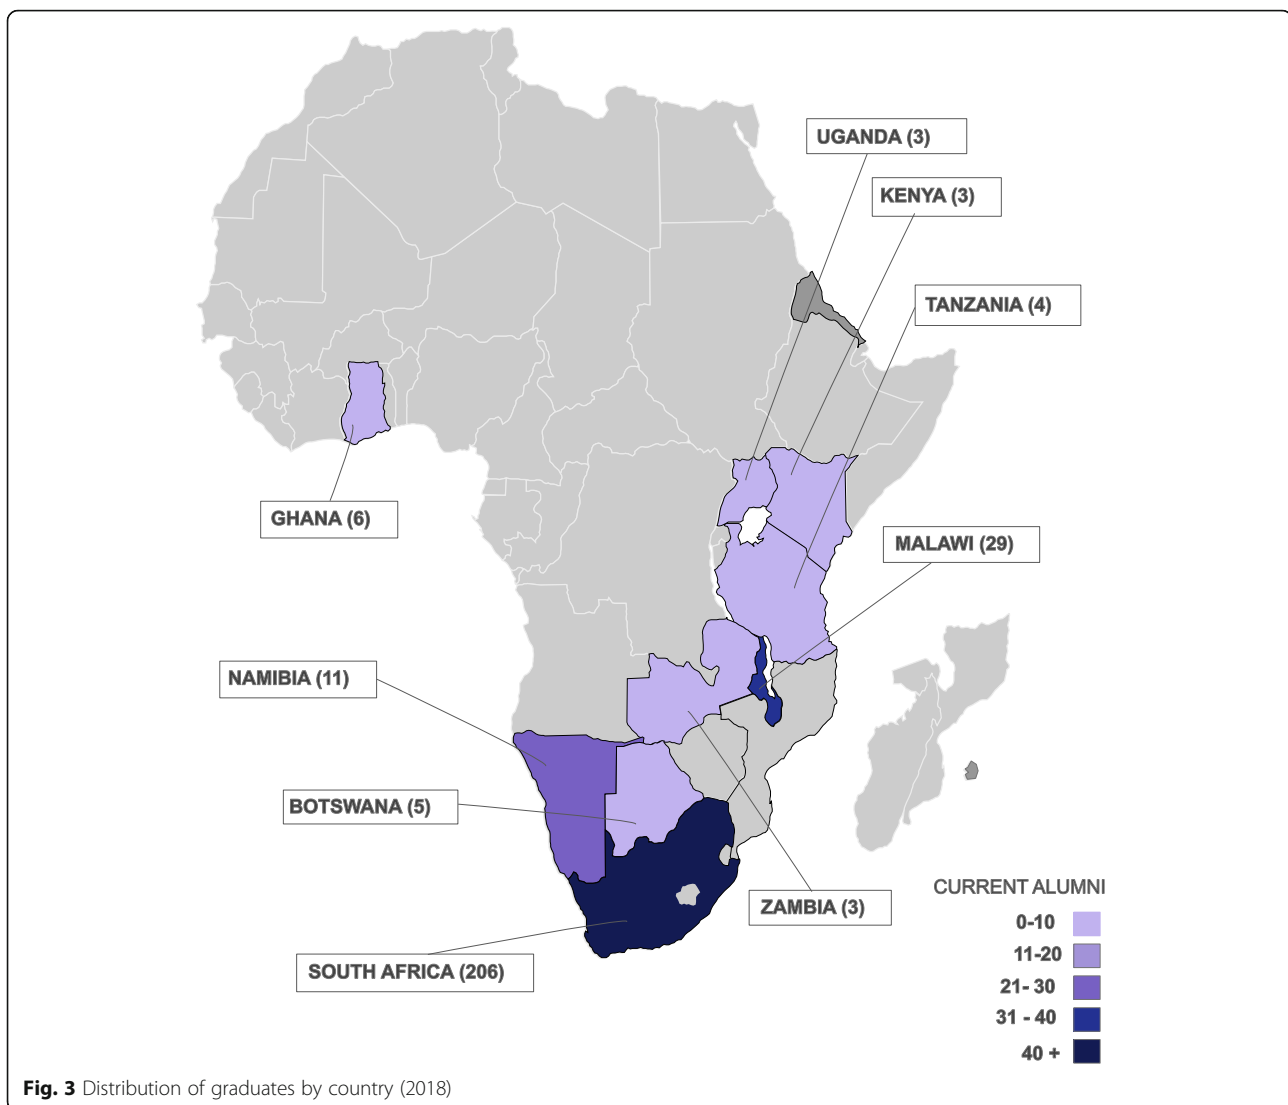 UGANDA (3)
KENYA (3)
TANZANIA (4)
GHANA (6)
MALAWI (29)
NAMIBIA (11)
BOTSWANA (5)
ZAMBIA (3)
SOUTH AFRICA (206)
CURRENT ALUMNI
0-10
11-20
21- 30
31 - 40
40 +
Fig. 3 Distribution of graduates by country (2018)